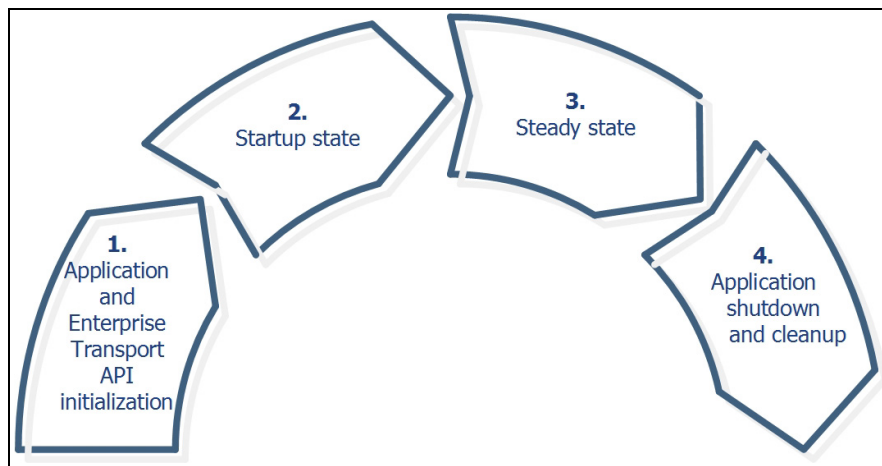 1.
Application
and
Enterprise
Transport
API
initialization
2.
Startup state
3.
Steady state
4.
Application
shutdown
and cleanup